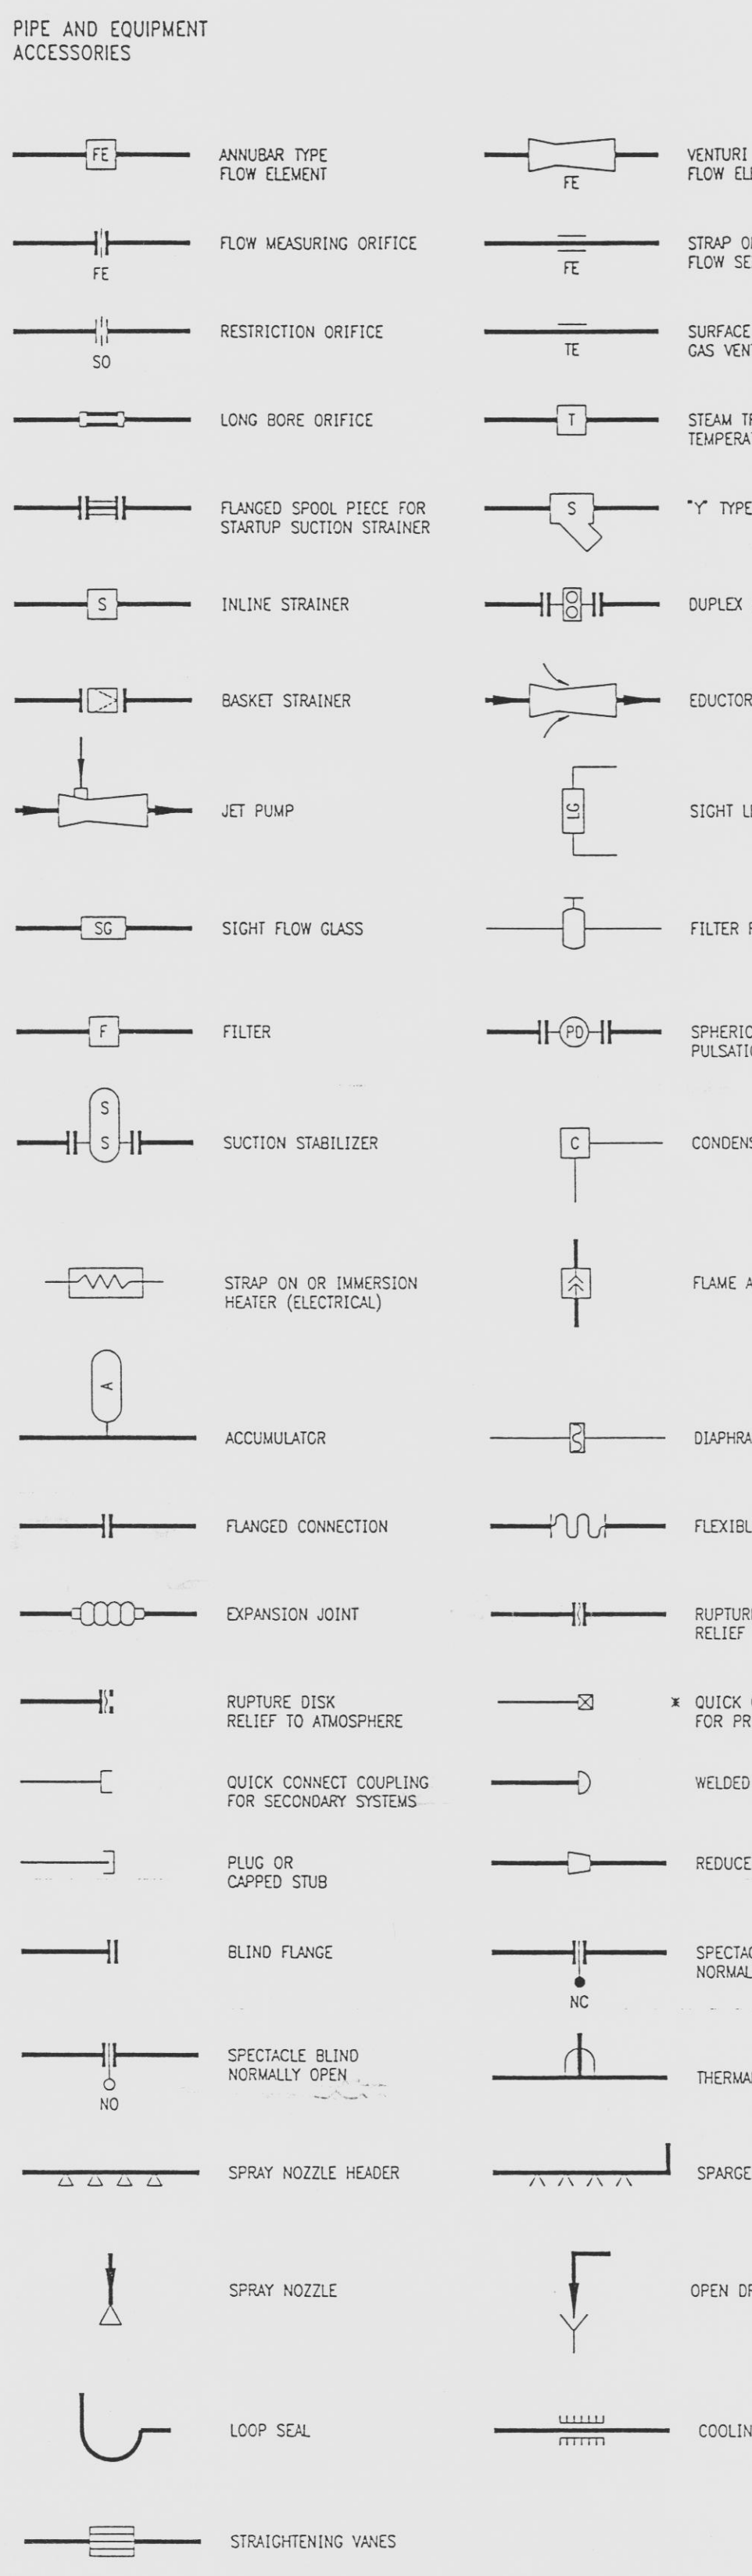 PIPE AND EQUIPMENT
ACCESSORIES
FE
ANNUBAR TYPE
FLOW ELEMENT
FE
VENTURI
FLOW EL
FE
FLOW MEASURING ORIFICE
FE
STRAP O
FLOW SE
SO
RESTRICTION ORIFICE
TE
SURFACE
GAS VEN
LONG BORE ORIFICE
T
STEAM T
TEMPERA
FLANGED SPOOL PIECE FOR
STARTUP SUCTION STRAINER
S
"Y" TYPE
S
INLINE STRAINER
DUPLEX
BASKET STRAINER
EDUCTOR
JET PUMP
LG
SIGHT L
SG
SIGHT FLOW GLASS
FILTER
F
FILTER
PD
SPHERIC
PULSATI
S
S
SUCTION STABILIZER
C
CONDENS
STRAP ON OR IMMERSION
HEATER (ELECTRICAL)
FLAME A
A
ACCUMULATOR
DIAPHRA
FLANGED CONNECTION
FLEXIBL
EXPANSION JOINT
RUPTUR
RELIEF
RUPTURE DISK
RELIEF TO ATMOSPHERE
* QUICK
FOR PR
QUICK CONNECT COUPLING
FOR SECONDARY SYSTEMS
WELDED
PLUG OR
CAPPED STUB
REDUCE
BLIND FLANGE
NC
SPECTA
NORMAL
NO
SPECTACLE BLIND
NORMALLY OPEN
THERMA
SPRAY NOZZLE HEADER
SPARGE
SPRAY NOZZLE
OPEN D
LOOP SEAL
COOLIN
STRAIGHTENING VANES